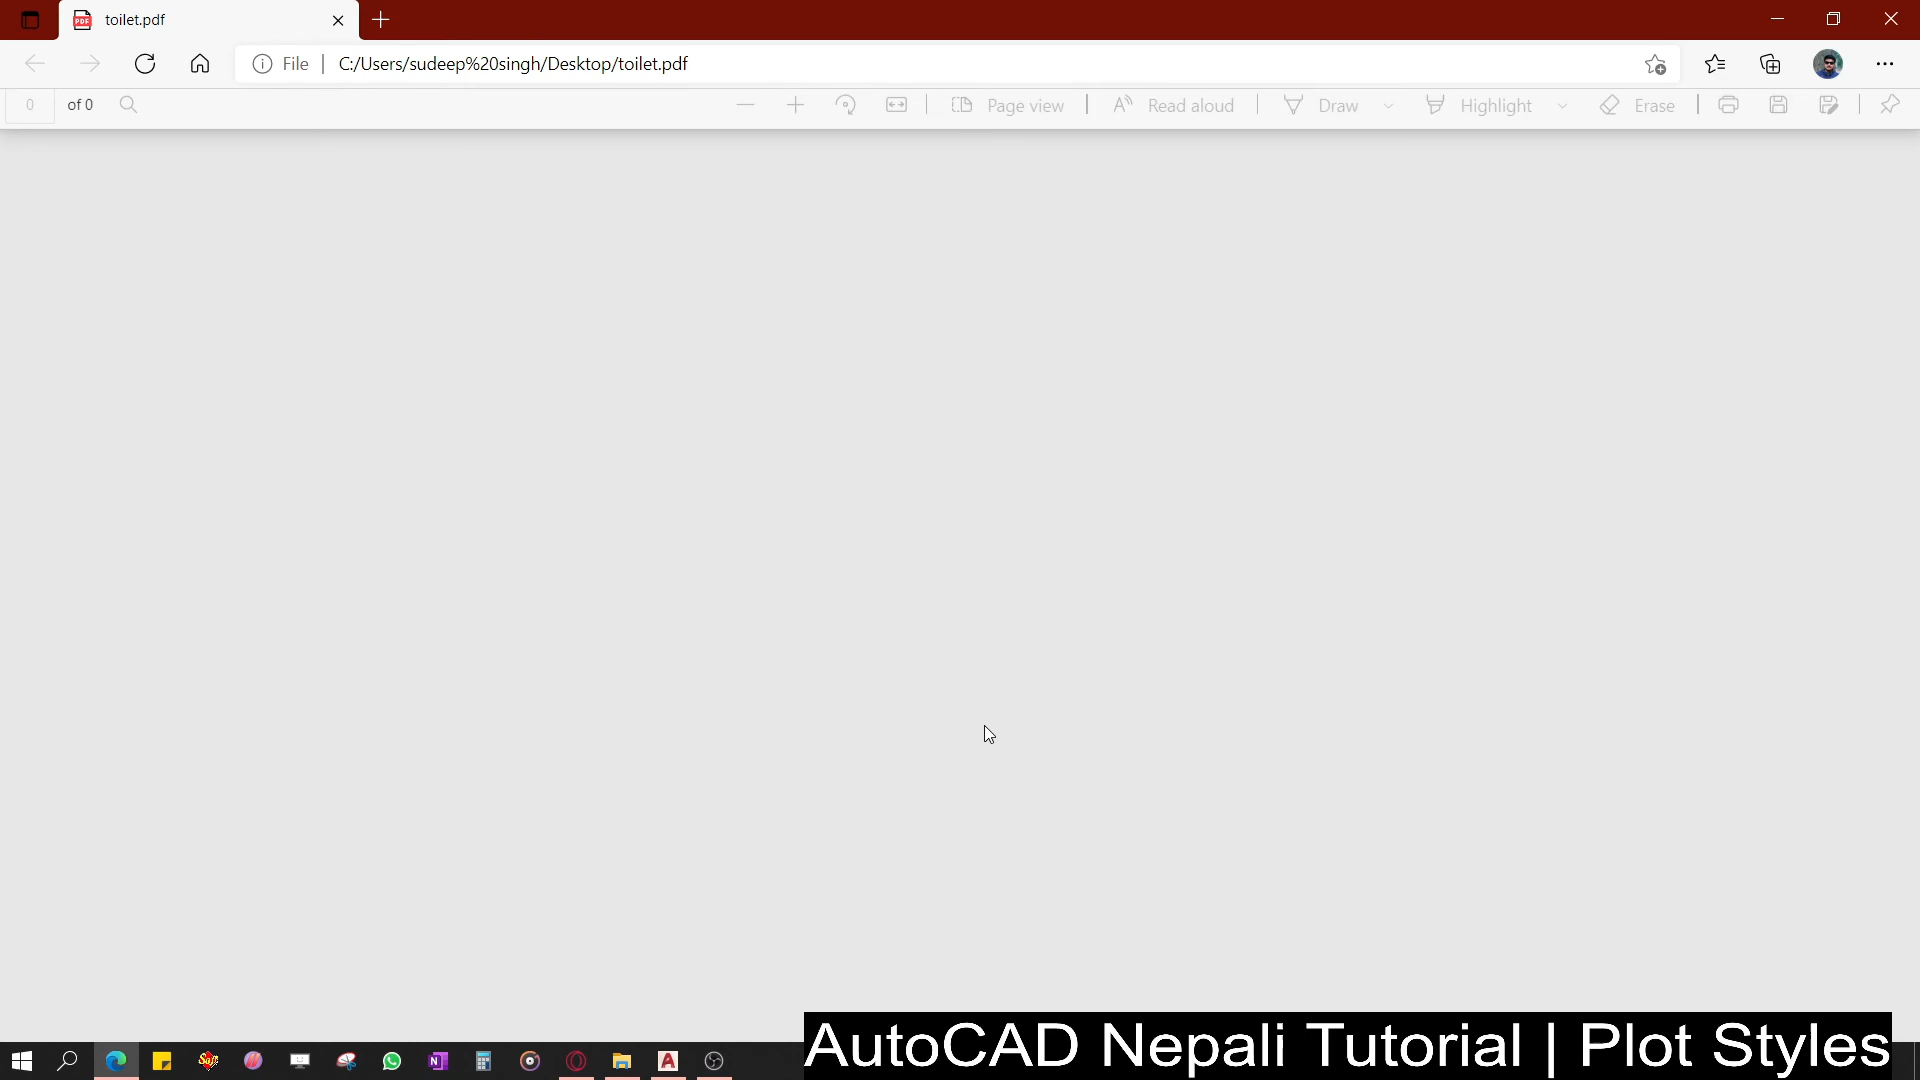 toilet.pdf
File
C:/Users/sudeep%20singh/Desktop/toilet.pdf
0 of 0
Page view
Read aloud
Draw
Highlight
Erase
AutoCAD Nepali Tutorial | Plot Styles